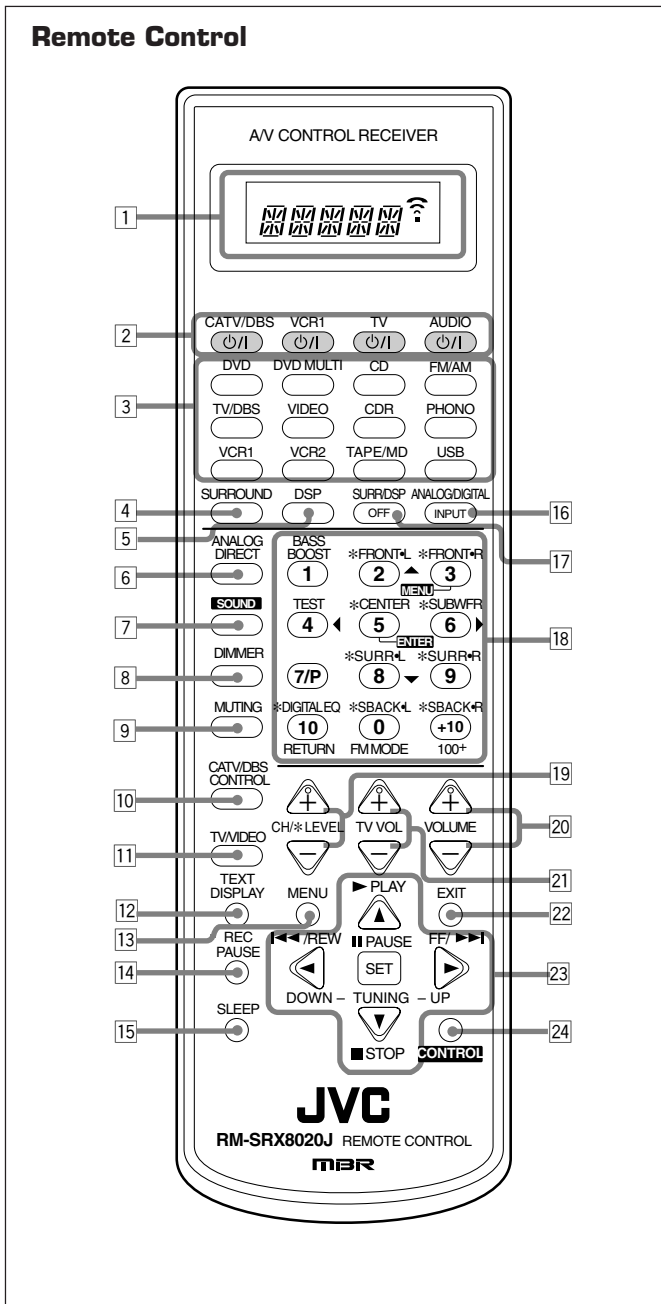 Remote Control
A/V CONTROL RECEIVER
1
2
CATV/DBS VCR1 TV AUDIO
⏻/I ⏻/I ⏻/I ⏻/I
3
DVD DVD MULTI CD FM/AM
TV/DBS VIDEO CDR PHONO
VCR1 VCR2 TAPE/MD USB
4
SURROUND DSP SURR/DSP ANALOG/DIGITAL
OFF INPUT
16
5
17
6
ANALOG
DIRECT
BASS
BOOST
*FRONT•L *FRONT•R
1 2 ▲ 3
MENU
7
SOUND
TEST *CENTER *SUBWFR
4 ◀ 5 6 ▶
ENTER
18
8
DIMMER
*SURR•L *SURR•R
7/P 8 ▼ 9
9
MUTING
*DIGITAL EQ *SBACK•L *SBACK•R
10 0 +10
RETURN FM MODE 100+
10
CATV/DBS
CONTROL
19
+ + +
CH/* LEVEL TV VOL VOLUME
20
− − −
11
TV/VIDEO
21
12
TEXT
DISPLAY
MENU
▶ PLAY
EXIT
22
13
14
REC
PAUSE
⏮ /REW ⏸ PAUSE FF/ ⏭
SET
23
DOWN – TUNING – UP
15
SLEEP
■ STOP
CONTROL
24
JVC
RM-SRX8020J REMOTE CONTROL
MBR